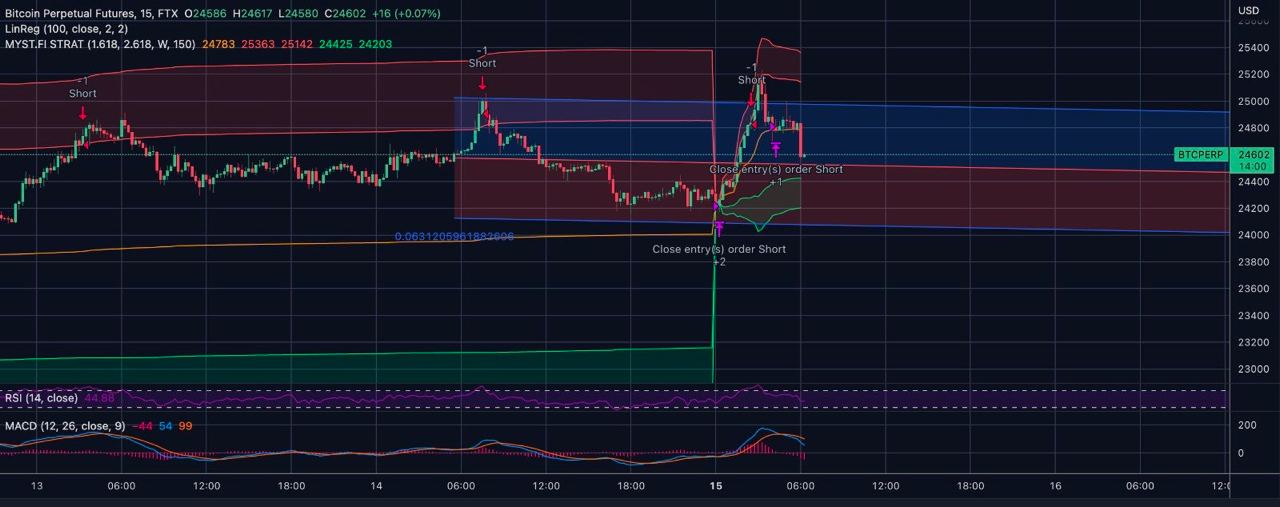 Bitcoin Perpetual Futures, 15, FTX O24586 H24617 L24580 C24602 +16 (+0.07%)
USD
LinReg (100, close, 2, 2)
MYST.FI STRAT (1.618, 2.618, W, 150) 24783 25363 25142 24425 24203
25400
-1
Short
-1
Short
-1
Short
25200
25000
24800
BTCPERP 24602
14:00
Close entry(s) order Short
+1
24400
24200
0.0631205961882606
24000
Close entry(s) order Short
+2
23800
23600
23400
23200
23000
RSI (14, close) 44.88
MACD (12, 26, close, 9) −44 54 99
200
0
13 06:00 12:00 18:00 14 06:00 12:00 18:00 15 06:00 12:00 18:00 16 06:00